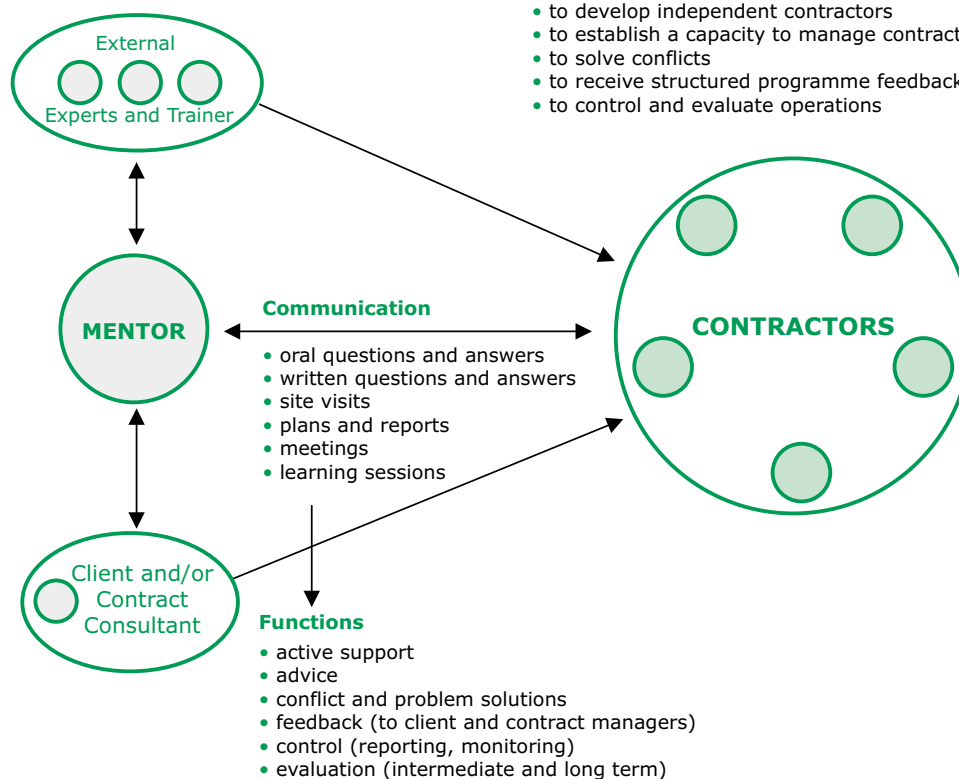 • to develop independent contractors
• to establish a capacity to manage contract
• to solve conflicts
• to receive structured programme feedback
• to control and evaluate operations
External
Experts and Trainer
MENTOR
Communication
• oral questions and answers
• written questions and answers
• site visits
• plans and reports
• meetings
• learning sessions
CONTRACTORS
Client and/or
Contract
Consultant
Functions
• active support
• advice
• conflict and problem solutions
• feedback (to client and contract managers)
• control (reporting, monitoring)
• evaluation (intermediate and long term)